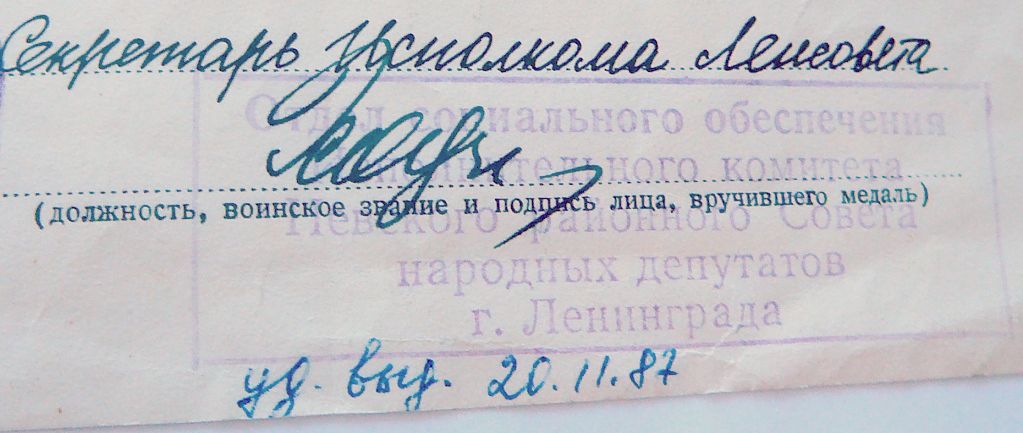 Секретарь Исполкома Ленсовета
Отдел социального обеспечения
Исполнительного комитета
(должность, воинское звание и подпись лица, вручившего медаль)
Невского районного Совета
народных депутатов
г. Ленинграда
уд. выд. 20.11.87